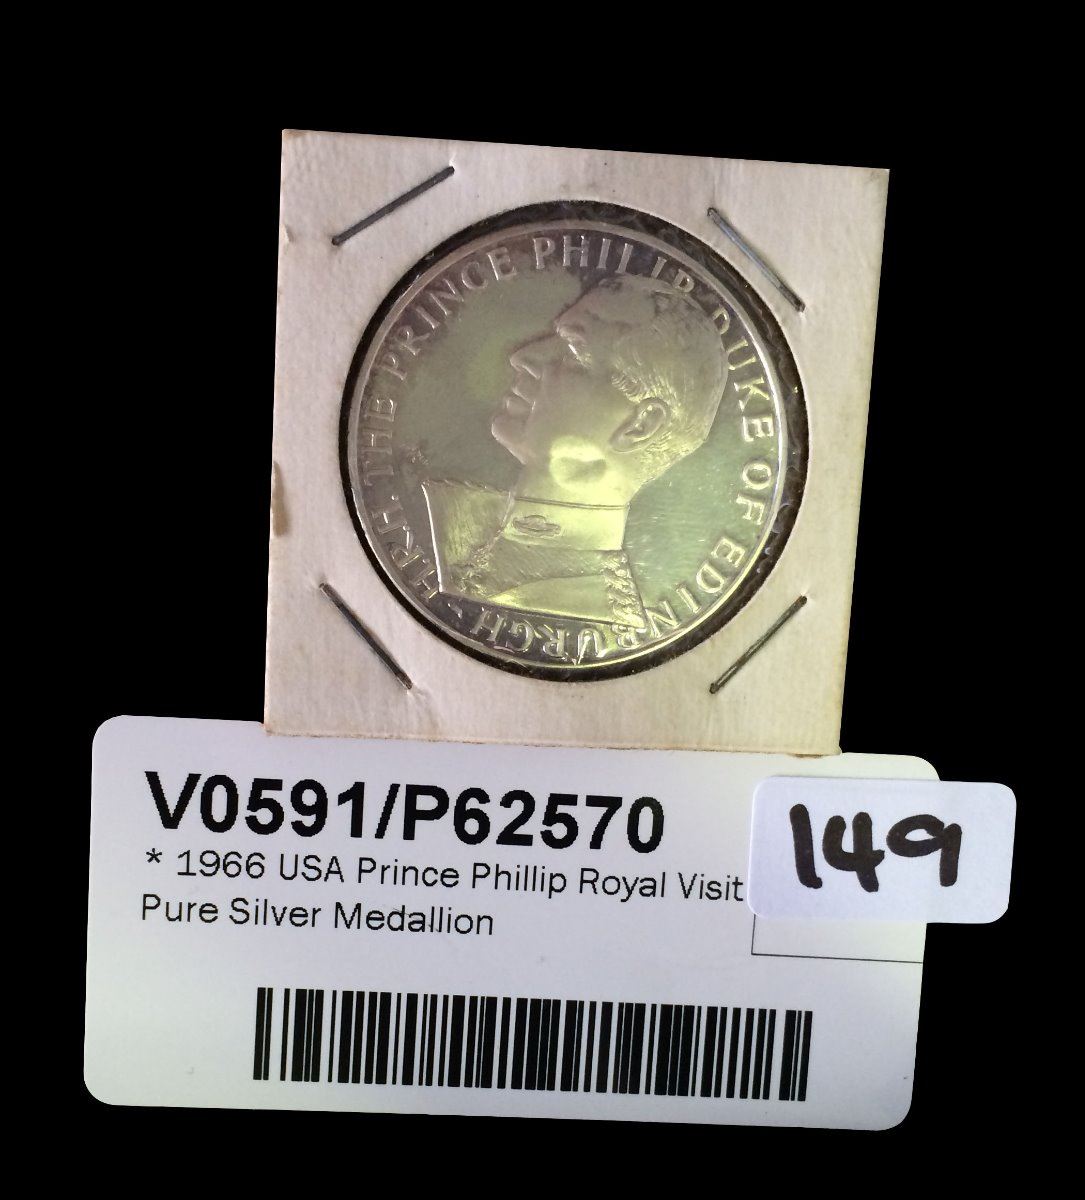 H.R.H. THE PRINCE PHILIP DUKE OF EDINBURGH -
V0591/P62570
149
* 1966 USA Prince Phillip Royal Visit
Pure Silver Medallion